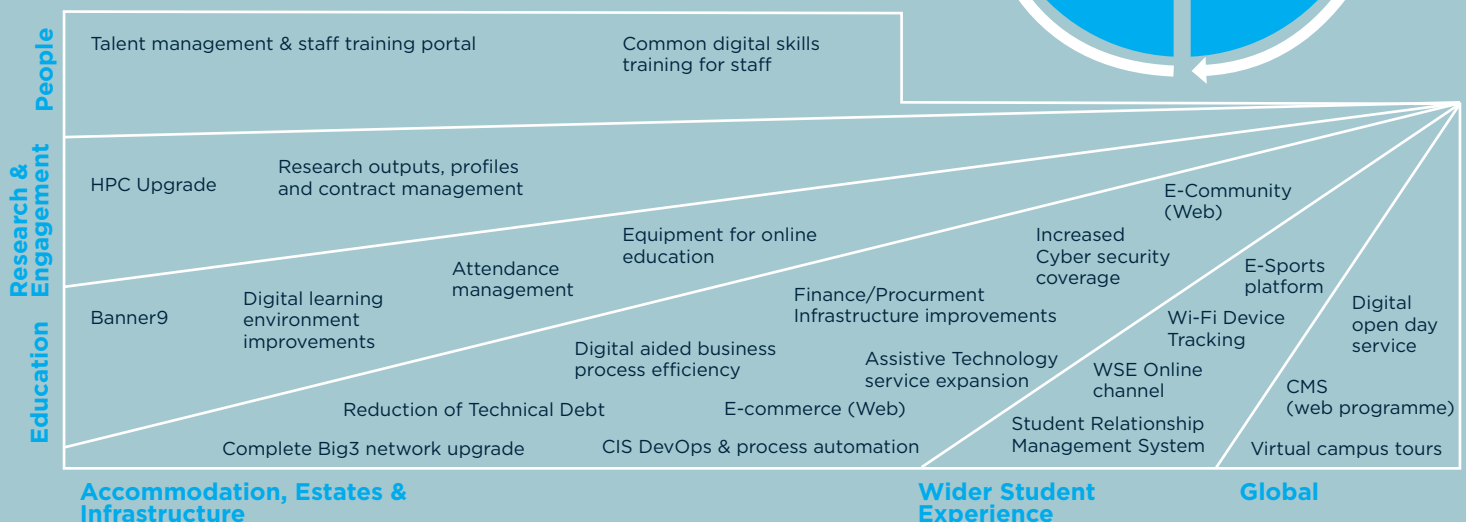 People
Talent management & staff training portal
Common digital skills
training for staff
Research &
Engagement
HPC Upgrade
Research outputs, profiles
and contract management
Education
Banner9
Digital learning
environment
improvements
Attendance
management
Equipment for online
education
Accommodation, Estates &
Infrastructure
Complete Big3 network upgrade
Reduction of Technical Debt
Digital aided business
process efficiency
CIS DevOps & process automation
E-commerce (Web)
Finance/Procurment
Infrastructure improvements
Assistive Technology
service expansion
Increased
Cyber security
coverage
E-Community
(Web)
Wider Student
Experience
Student Relationship
Management System
WSE Online
channel
Wi-Fi Device
Tracking
E-Sports
platform
Global
Virtual campus tours
CMS
(web programme)
Digital
open day
service